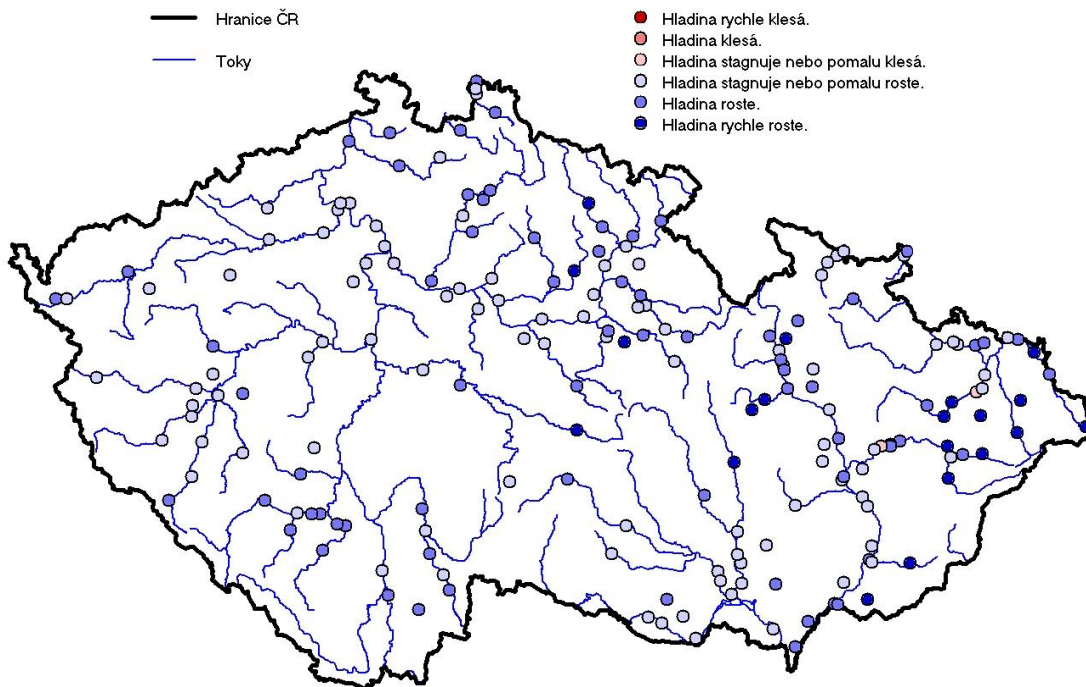 Hranice ČR
Toky
Hladina rychle klesá.
Hladina klesá.
Hladina stagnuje nebo pomalu klesá.
Hladina stagnuje nebo pomalu roste.
Hladina roste.
Hladina rychle roste.